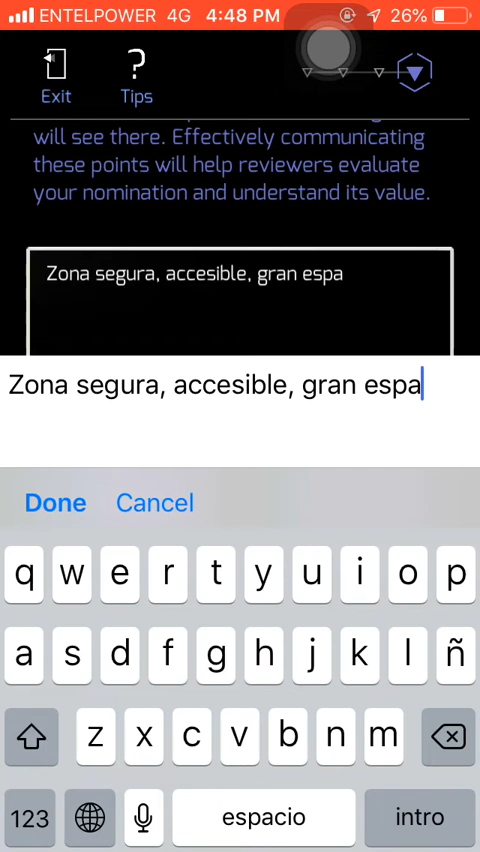 ENTELPOWER 4G 4:48 PM 26%
Exit
Tips
will see there. Effectively communicating
these points will help reviewers evaluate
your nomination and understand its value.
Zona segura, accesible, gran espa
Zona segura, accesible, gran espa
Done Cancel
q w e r t y u i o p
a s d f g h j k l ñ
z x c v b n m
123 espacio intro